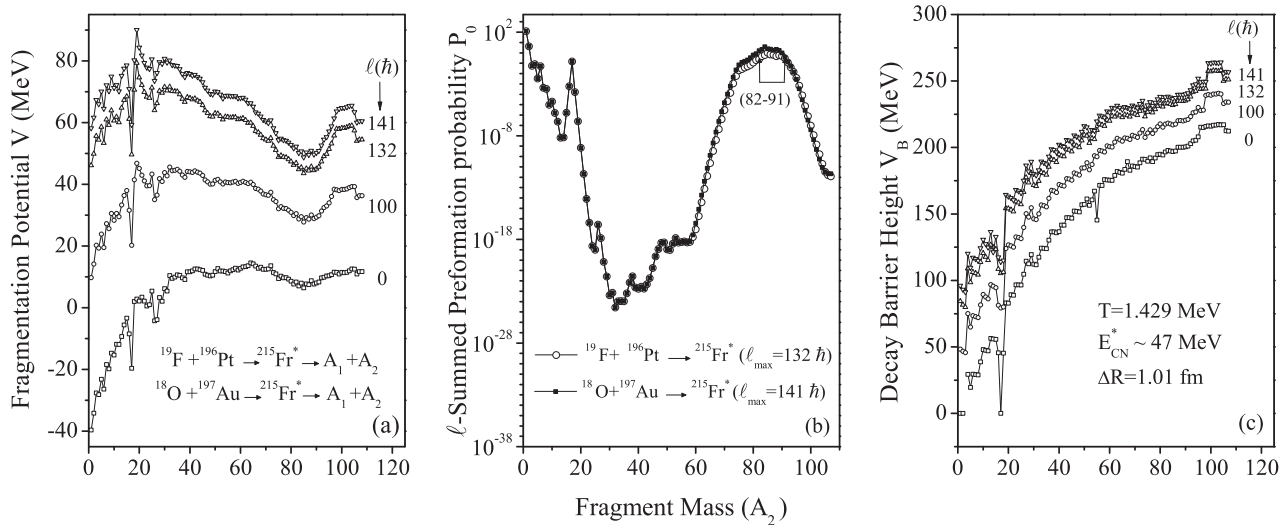 Fragmentation Potential V (MeV)
80
60
40
20
0
-20
-40
0 20 40 60 80 100 120
ℓ(ħ)
141
132
100
0
¹⁹F+¹⁹⁶Pt → ²¹⁵Fr* → A₁+A₂
¹⁸O+¹⁹⁷Au → ²¹⁵Fr* → A₁+A₂
(a)
ℓ-Summed Preformation probability P₀
10²
10⁻⁸
10⁻¹⁸
10⁻²⁸
10⁻³⁸
0 20 40 60 80 100
(82-91)
¹⁹F+ ¹⁹⁶Pt → ²¹⁵Fr* (ℓmax=132 ħ)
¹⁸O+¹⁹⁷Au → ²¹⁵Fr* (ℓmax=141 ħ)
(b)
Fragment Mass (A₂)
Decay Barrier Height V_B (MeV)
300
250
200
150
100
50
0
0 20 40 60 80 100 120
ℓ(ħ)
141
132
100
0
T=1.429 MeV
E*CN ~ 47 MeV
ΔR=1.01 fm
(c)